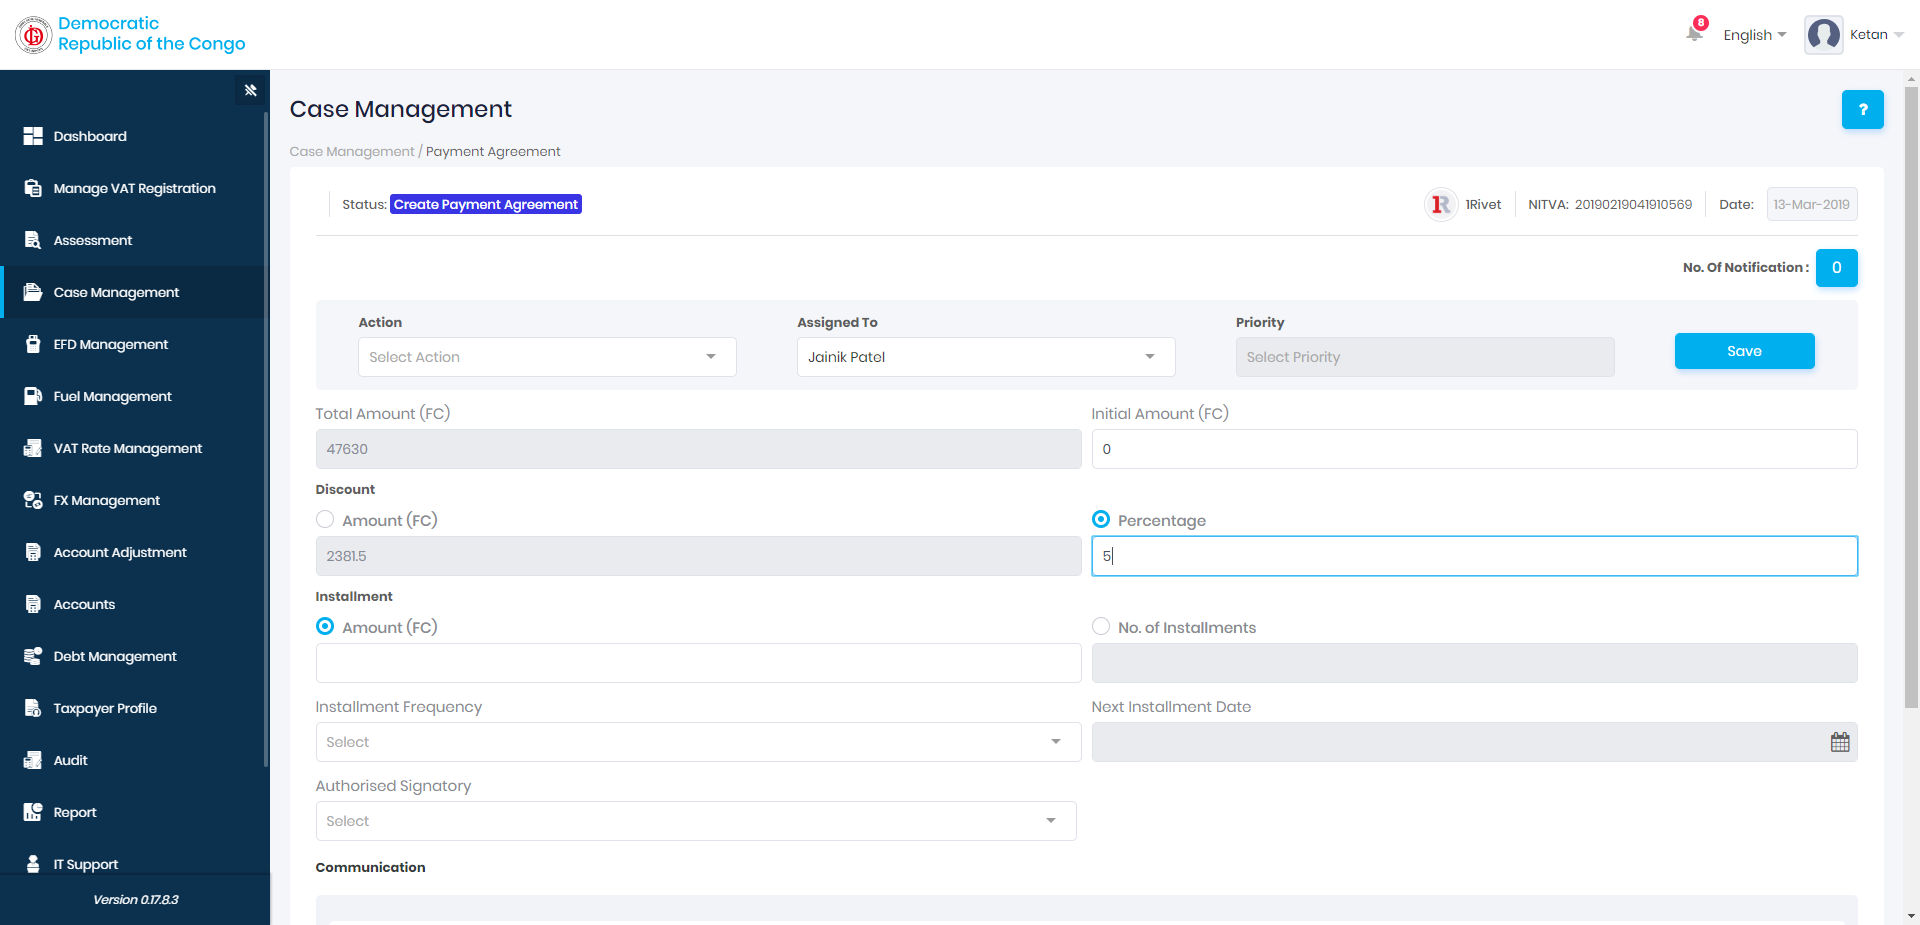 Democratic
Republic of the Congo
8
English
Ketan
Dashboard
Manage VAT Registration
Assessment
Case Management
EFD Management
Fuel Management
VAT Rate Management
FX Management
Account Adjustment
Accounts
Debt Management
Taxpayer Profile
Audit
Report
IT Support
Version 0.17.8.3
Case Management
?
Case Management / Payment Agreement
Status: Create Payment Agreement
1R 1Rivet NITVA: 20190219041910569 Date: 13-Mar-2019
No. Of Notification : 0
Action Assigned To Priority
Select Action Jainik Patel Select Priority Save
Total Amount (FC) Initial Amount (FC)
47630 0
Discount
Amount (FC) Percentage
2381.5 5
Installment
Amount (FC) No. of Installments
Installment Frequency Next Installment Date
Select
Authorised Signatory
Select
Communication